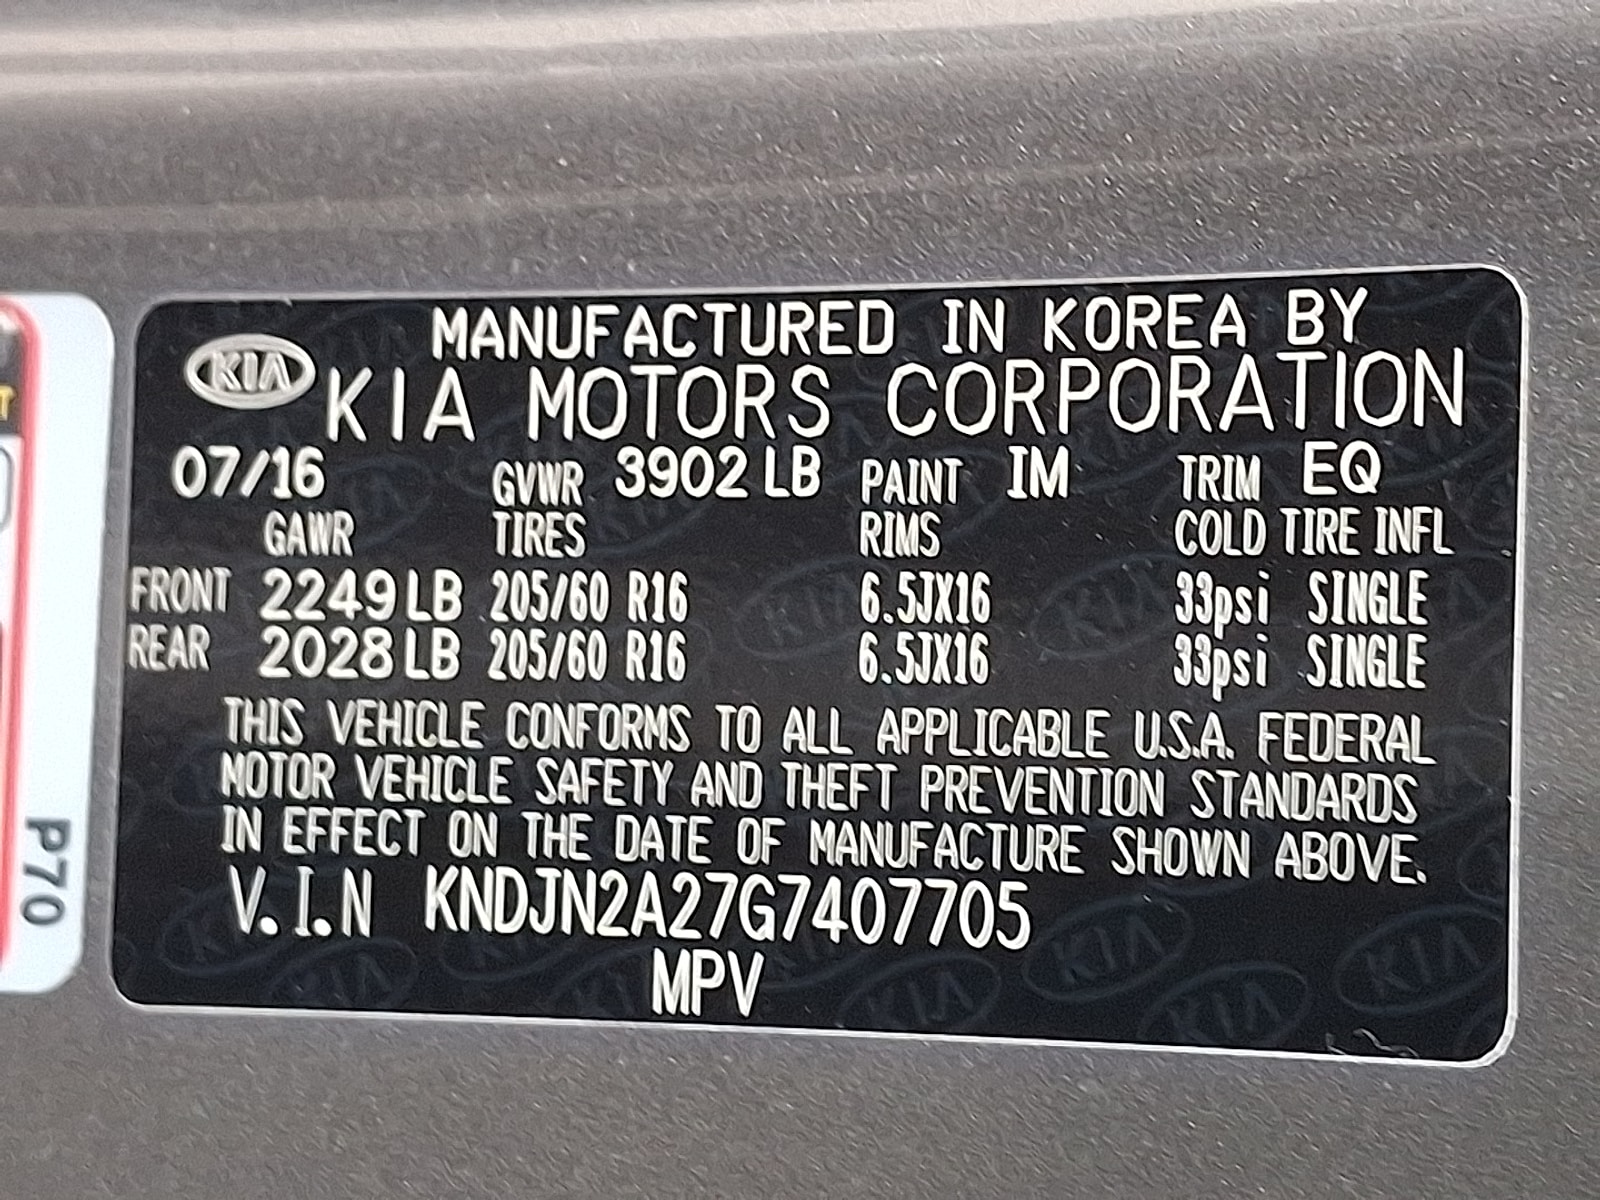 MANUFACTURED IN KOREA BY
KIA KIA MOTORS CORPORATION
07/16 GVWR 3902 LB PAINT IM TRIM EQ
GAWR TIRES RIMS COLD TIRE INFL
FRONT 2249 LB 205/60 R16 6.5JX16 33psi SINGLE
REAR 2028 LB 205/60 R16 6.5JX16 33psi SINGLE
THIS VEHICLE CONFORMS TO ALL APPLICABLE U.S.A. FEDERAL
MOTOR VEHICLE SAFETY AND THEFT PREVENTION STANDARDS
IN EFFECT ON THE DATE OF MANUFACTURE SHOWN ABOVE.
V.I.N KNDJN2A27G7407705
MPV
P70